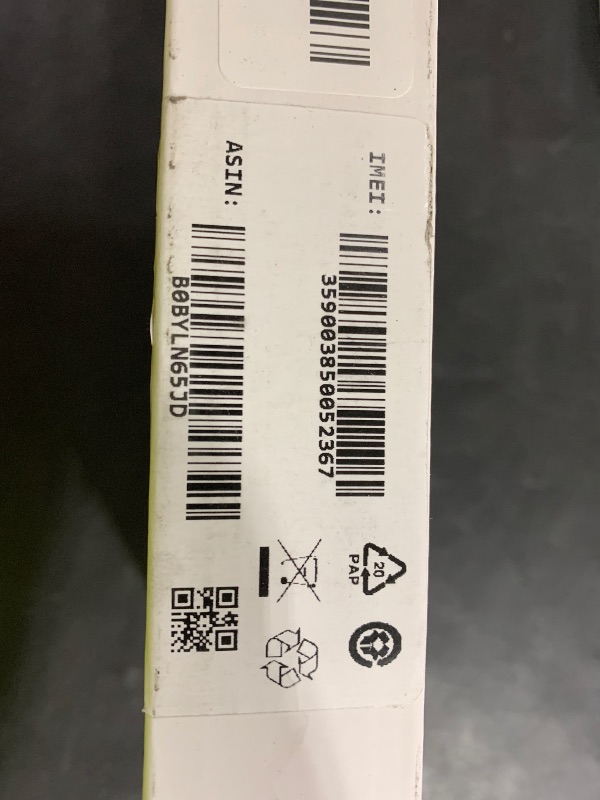 IMEI:
359003850052367
ASIN:
B0BYLN65JD
20
PAP